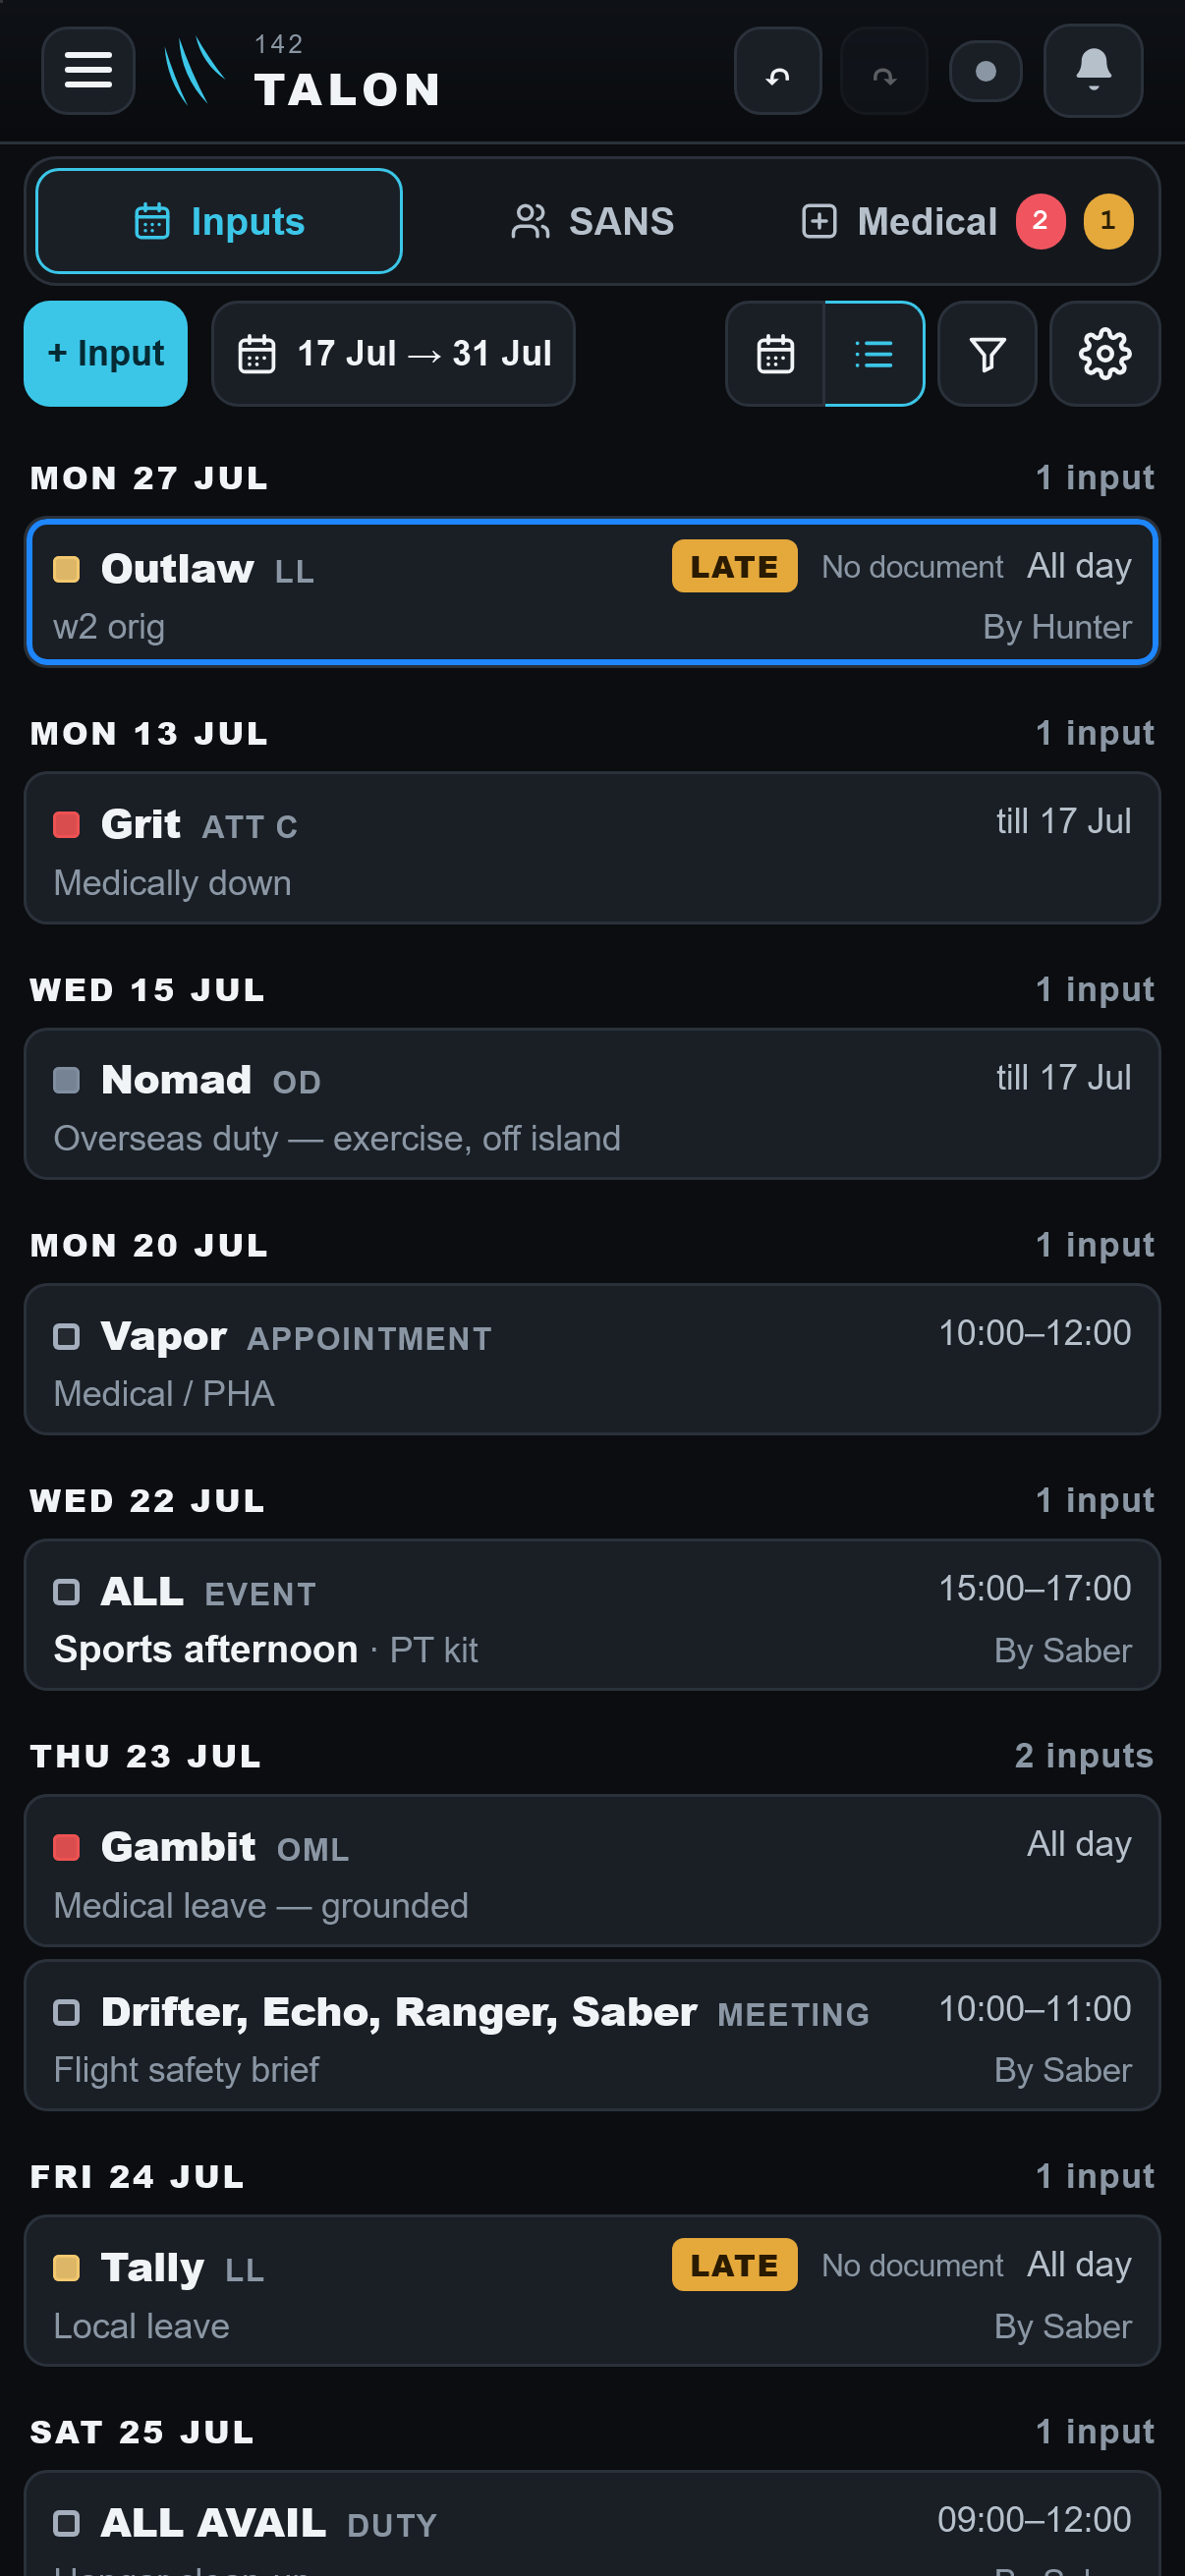 142
TALON
Inputs
SANS
Medical 2 1
+ Input
17 Jul → 31 Jul
MON 27 JUL 1 input
Outlaw LL LATE No document All day
w2 orig By Hunter
MON 13 JUL 1 input
Grit ATT C till 17 Jul
Medically down
WED 15 JUL 1 input
Nomad OD till 17 Jul
Overseas duty — exercise, off island
MON 20 JUL 1 input
Vapor APPOINTMENT 10:00–12:00
Medical / PHA
WED 22 JUL 1 input
ALL EVENT 15:00–17:00
Sports afternoon · PT kit By Saber
THU 23 JUL 2 inputs
Gambit OML All day
Medical leave — grounded
Drifter, Echo, Ranger, Saber MEETING 10:00–11:00
Flight safety brief By Saber
FRI 24 JUL 1 input
Tally LL LATE No document All day
Local leave By Saber
SAT 25 JUL 1 input
ALL AVAIL DUTY 09:00–12:00